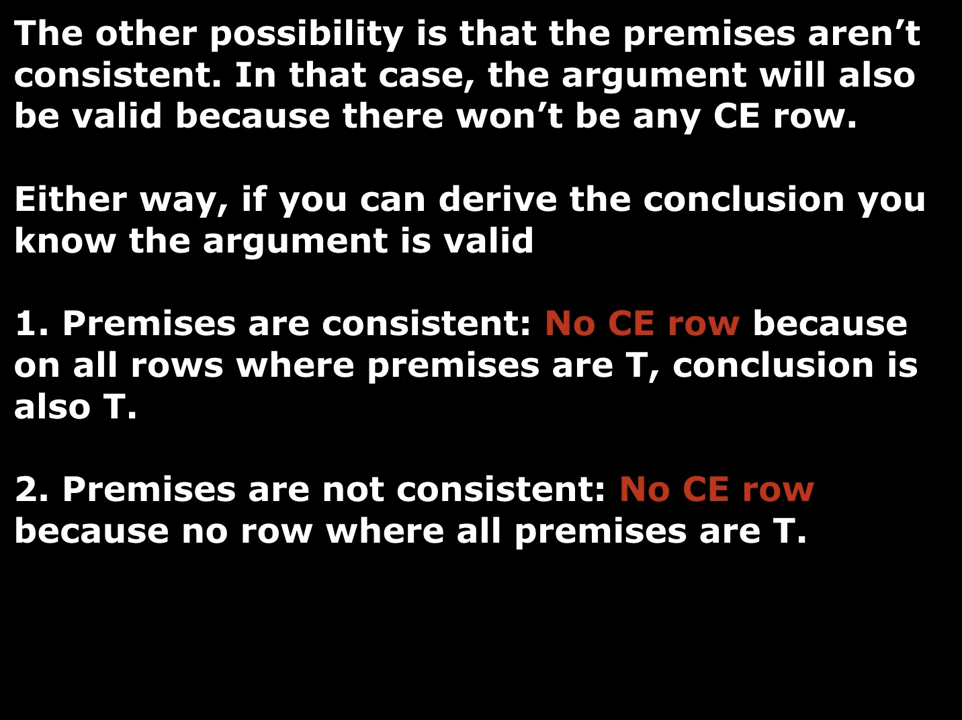 The other possibility is that the premises aren’t
consistent. In that case, the argument will also
be valid because there won’t be any CE row.
Either way, if you can derive the conclusion you
know the argument is valid
1. Premises are consistent: No CE row because
on all rows where premises are T, conclusion is
also T.
2. Premises are not consistent: No CE row
because no row where all premises are T.